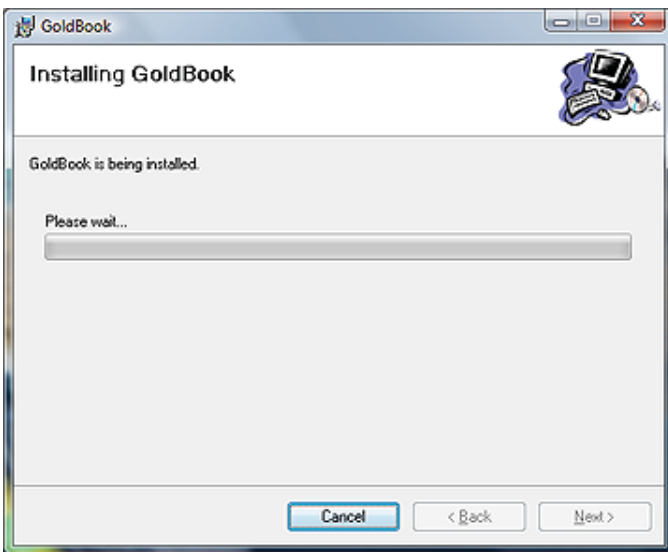 GoldBook
Installing GoldBook
GoldBook is being installed.
Please wait...
Cancel
< Back
Next >